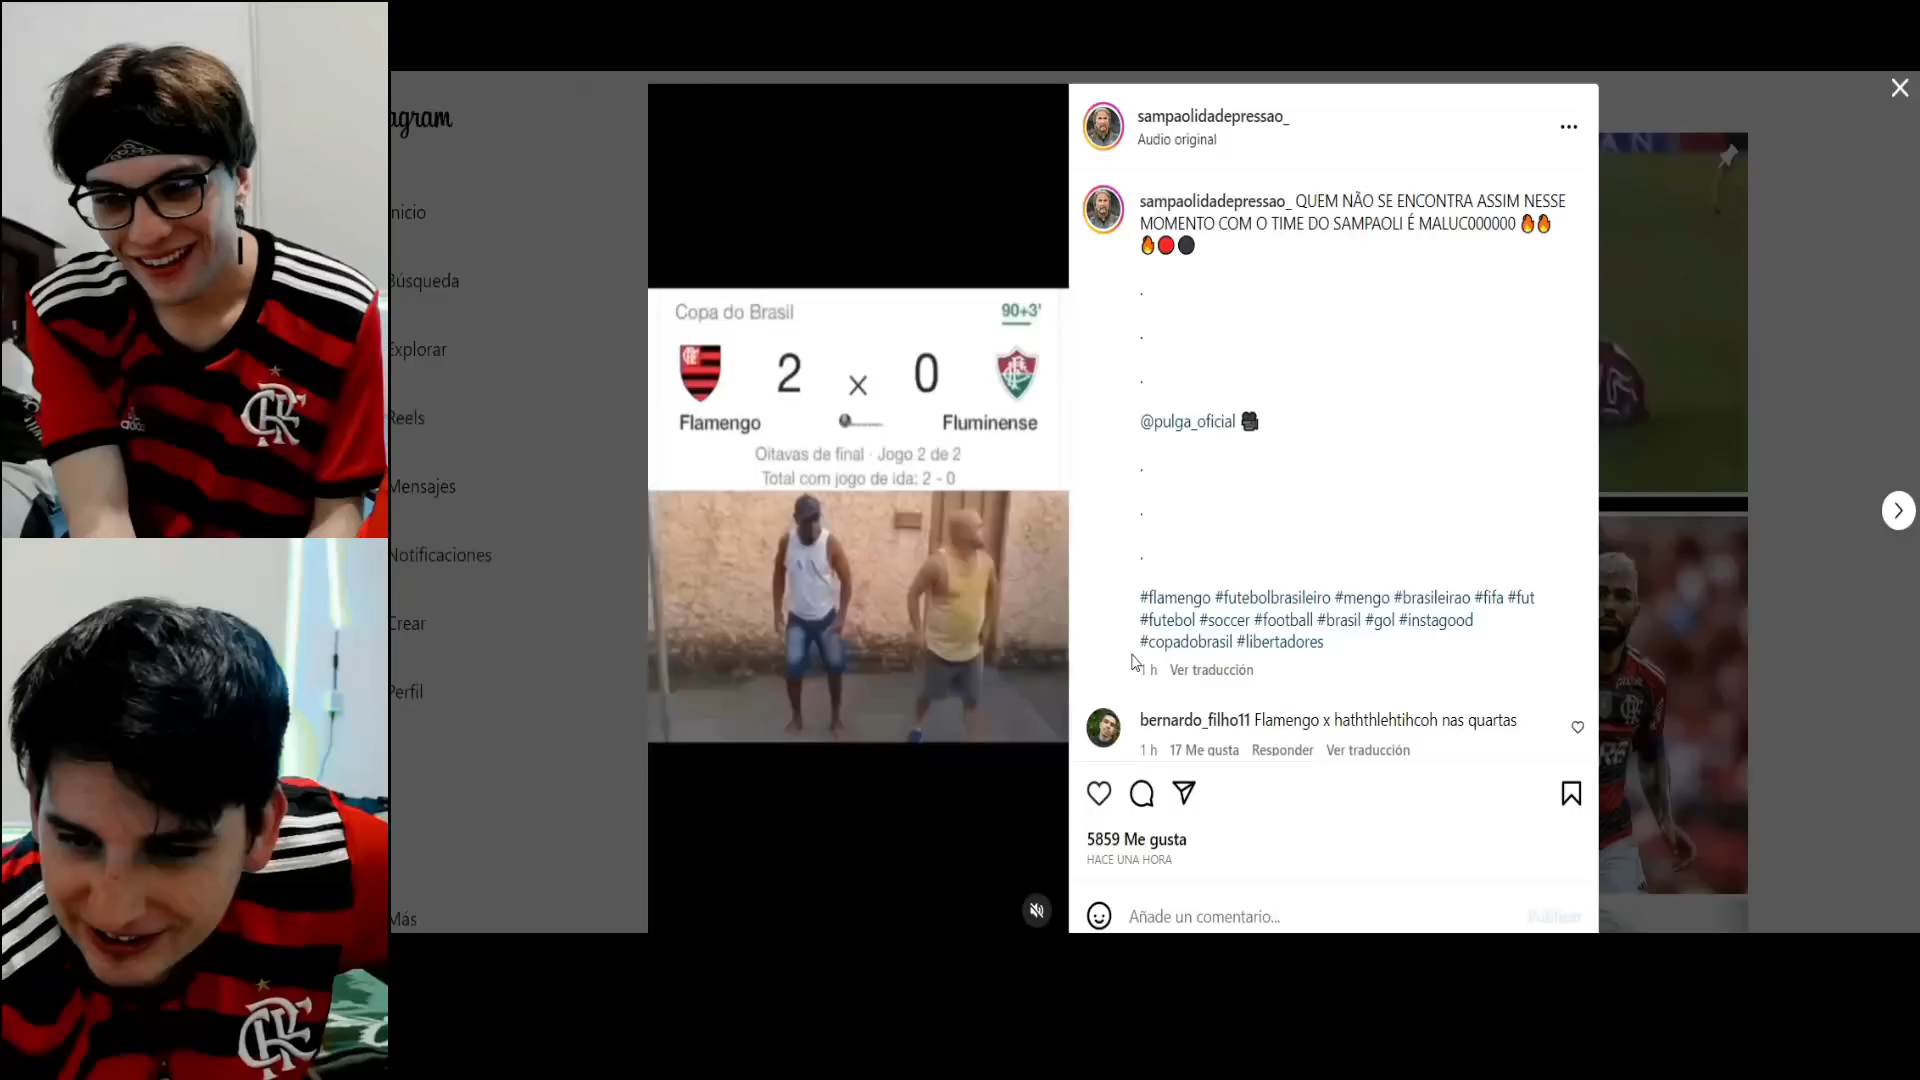 agram
nicio
Búsqueda
Explorar
Reels
Mensajes
Notificaciones
Crear
Perfil
Más
Copa do Brasil
90+3'
2 x 0
Flamengo
Fluminense
Oitavas de final · Jogo 2 de 2
Total com jogo de ida: 2 - 0
sampaolidadepressao_
Audio original
sampaolidadepressao_ QUEM NÃO SE ENCONTRA ASSIM NESSE
MOMENTO COM O TIME DO SAMPAOLI É MALUC000000 🔥🔥
🔥🔴⚫
.
.
.
@pulga_oficial 🎥
.
.
.
#flamengo #futebolbrasileiro #mengo #brasileirao #fifa #fut
#futebol #soccer #football #brasil #gol #instagood
#copadobrasil #libertadores
1 h Ver traducción
bernardo_filho11 Flamengo x haththlehtihcoh nas quartas
1 h 17 Me gusta Responder Ver traducción
5859 Me gusta
HACE UNA HORA
Añade un comentario...
Publicar
adidas